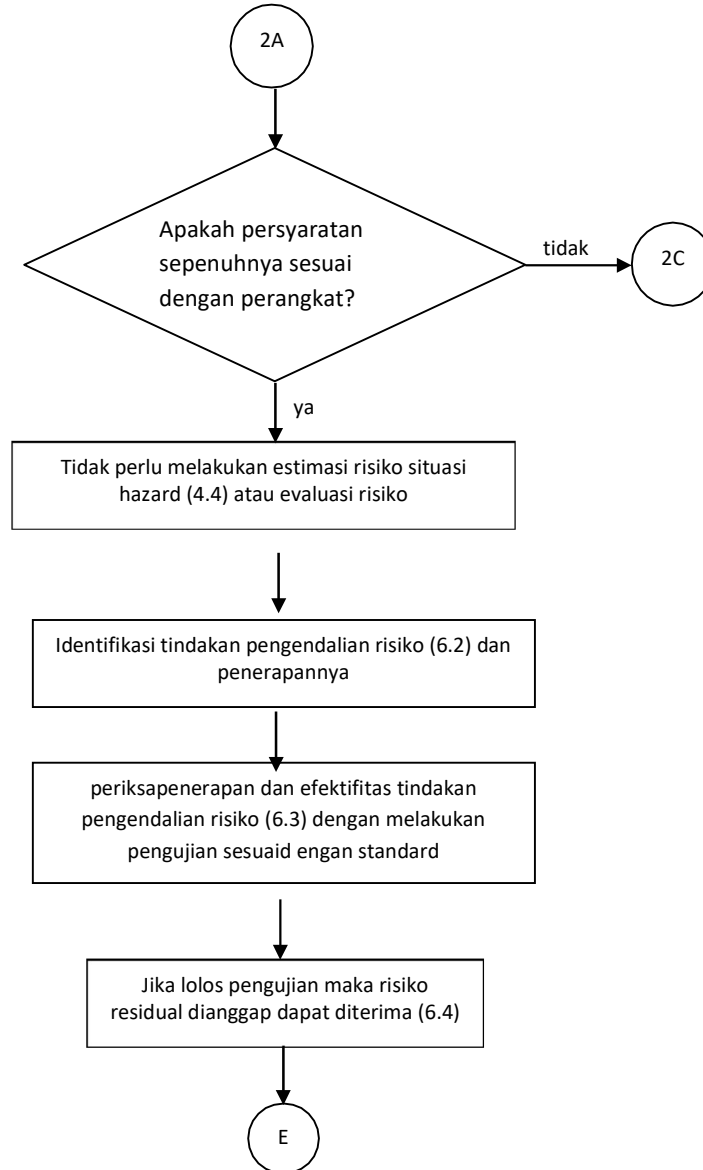 2A
Apakah persyaratan
sepenuhnya sesuai
dengan perangkat?
tidak
2C
ya
Tidak perlu melakukan estimasi risiko situasi
hazard (4.4) atau evaluasi risiko
Identifikasi tindakan pengendalian risiko (6.2) dan
penerapannya
periksapenerapan dan efektifitas tindakan
pengendalian risiko (6.3) dengan melakukan
pengujian sesuaid engan standard
Jika lolos pengujian maka risiko
residual dianggap dapat diterima (6.4)
E